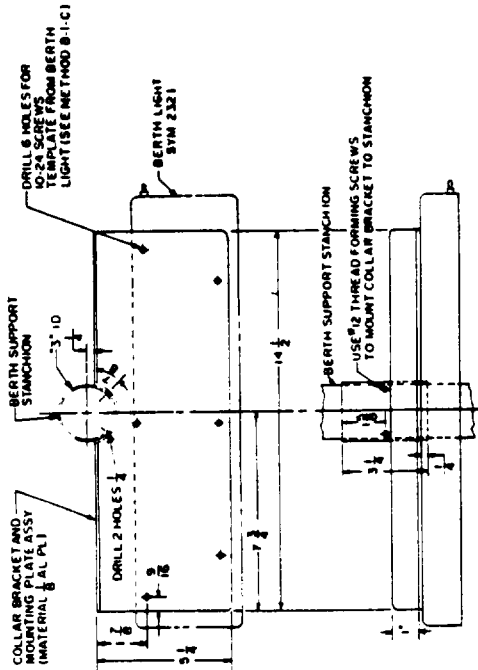 COLLAR BRACKET AND
MOUNTING PLATE ASSY
(MATERIAL 1/8 AL PL)
BERTH SUPPORT
STANCHION
"3" ID
1/4
DRILL 6 HOLES FOR
10-24 SCREWS
TEMPLATE FROM BERTH
LIGHT (SEE METHOD B-1-C)
BERTH LIGHT
SYM 2321
DRILL 2 HOLES 1/4
7/8
9/16
5 1/4
7 3/4
14 1/2
BERTH SUPPORT STANCHION
USE #12 THREAD FORMING SCREWS
TO MOUNT COLLAR BRACKET TO STANCHION
3 1/4
1/4
1"